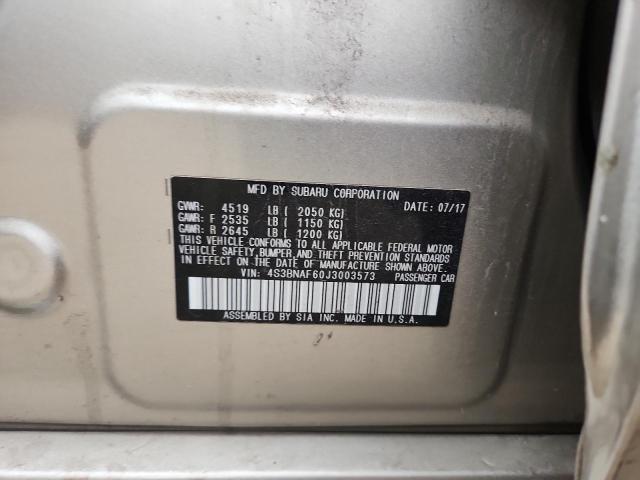 MFD BY SUBARU CORPORATION
GVWR: 4519 LB ( 2050 KG) DATE: 07/17
GAWR: F 2535 LB ( 1150 KG)
GAWR: R 2645 LB ( 1200 KG)
THIS VEHICLE CONFORMS TO ALL APPLICABLE FEDERAL MOTOR
VEHICLE SAFETY, BUMPER, AND THEFT PREVENTION STANDARDS
IN EFFECT ON THE DATE OF MANUFACTURE SHOWN ABOVE.
VIN: 4S3BNAF60J3003573 PASSENGER CAR
ASSEMBLED BY SIA INC. MADE IN U.S.A.